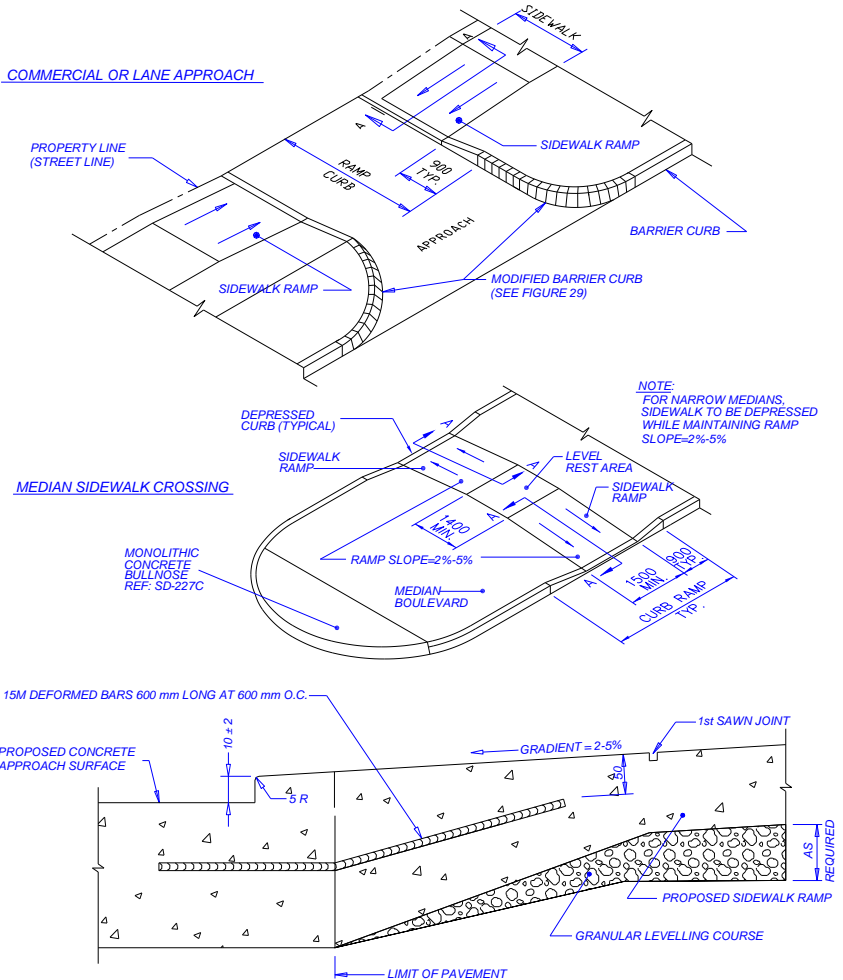 SIDEWALK
A
COMMERCIAL OR LANE APPROACH
A
SIDEWALK RAMP
PROPERTY LINE
(STREET LINE)
RAMP
CURB
900
TYP.
APPROACH
BARRIER CURB
SIDEWALK RAMP
MODIFIED BARRIER CURB
(SEE FIGURE 29)
NOTE:
FOR NARROW MEDIANS,
SIDEWALK TO BE DEPRESSED
WHILE MAINTAINING RAMP
SLOPE=2%-5%
DEPRESSED
CURB (TYPICAL)
A
SIDEWALK
RAMP
LEVEL
REST AREA
A
MEDIAN SIDEWALK CROSSING
SIDEWALK
RAMP
A
1400
MIN.
MONOLITHIC
CONCRETE
BULLNOSE
REF: SD-227C
RAMP SLOPE=2%-5%
MEDIAN
BOULEVARD
A
1500
MIN.
900
TYP.
CURB RAMP
TYP.
15M DEFORMED BARS 600 mm LONG AT 600 mm O.C.
1st SAWN JOINT
10 ± 2
PROPOSED CONCRETE
APPROACH SURFACE
GRADIENT = 2-5%
50
5 R
AS
REQUIRED
PROPOSED SIDEWALK RAMP
GRANULAR LEVELLING COURSE
LIMIT OF PAVEMENT